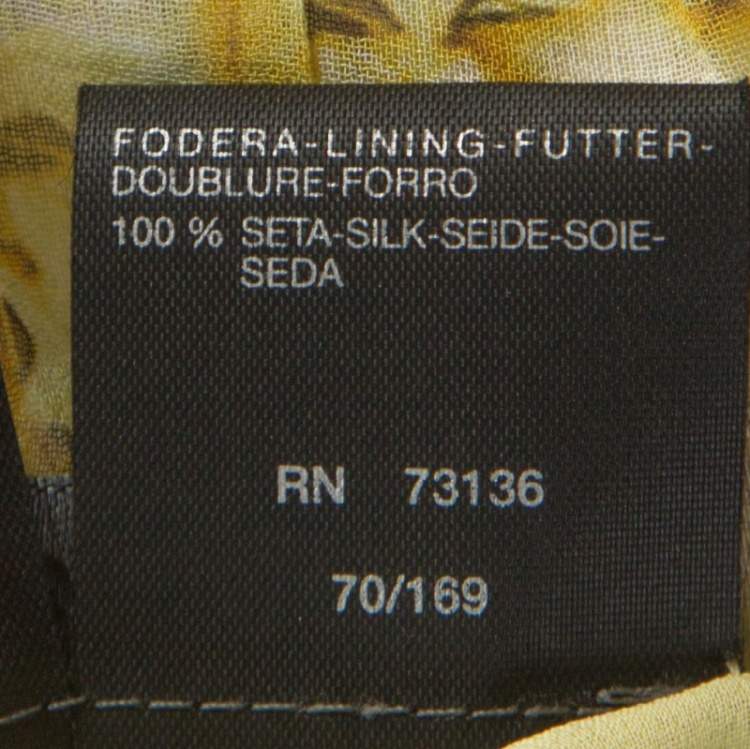 FODERA-LINING-FUTTER-
DOUBLURE-FORRO
100 % SETA-SILK-SEIDE-SOIE-
SEDA
RN 73136
70/169